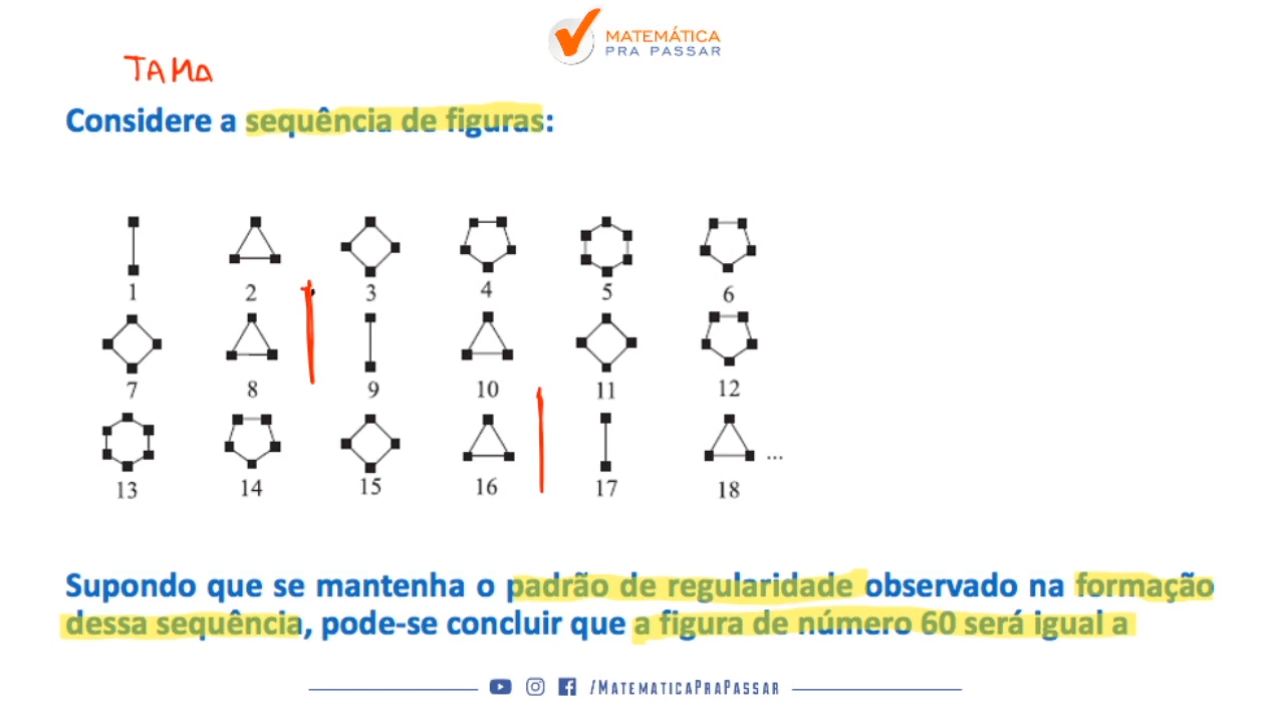 MATEMÁTICA
PRA PASSAR
TAMA
Considere a sequência de figuras:
1 2 3 4 5 6
7 8 9 10 11 12
...
13 14 15 16 17 18
Supondo que se mantenha o padrão de regularidade observado na formação
dessa sequência, pode-se concluir que a figura de número 60 será igual a
/MATEMATICAPRAPASSAR